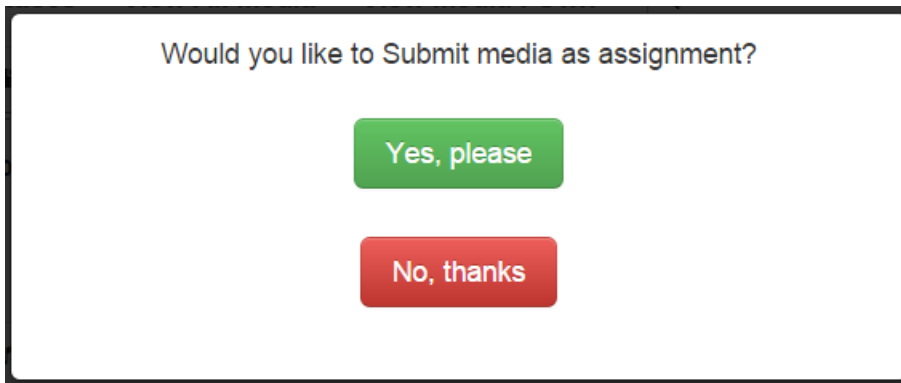 Would you like to Submit media as assignment?
Yes, please
No, thanks